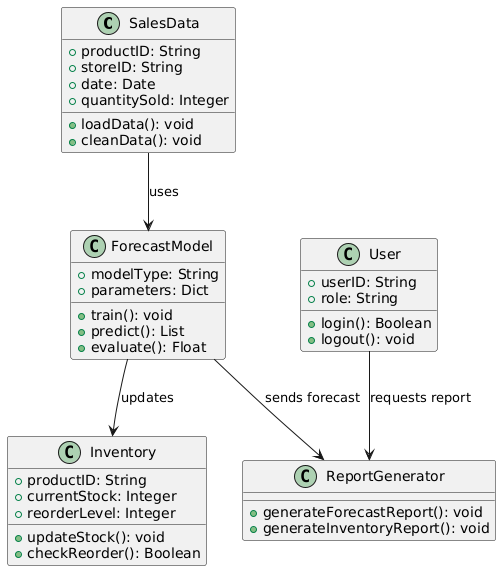 C SalesData
productID: String
storeID: String
date: Date
quantitySold: Integer
loadData(): void
cleanData(): void
uses
C ForecastModel
modelType: String
parameters: Dict
train(): void
predict(): List
evaluate(): Float
C User
userID: String
role: String
login(): Boolean
logout(): void
updates
sends forecast
requests report
C Inventory
productID: String
currentStock: Integer
reorderLevel: Integer
updateStock(): void
checkReorder(): Boolean
C ReportGenerator
generateForecastReport(): void
generateInventoryReport(): void